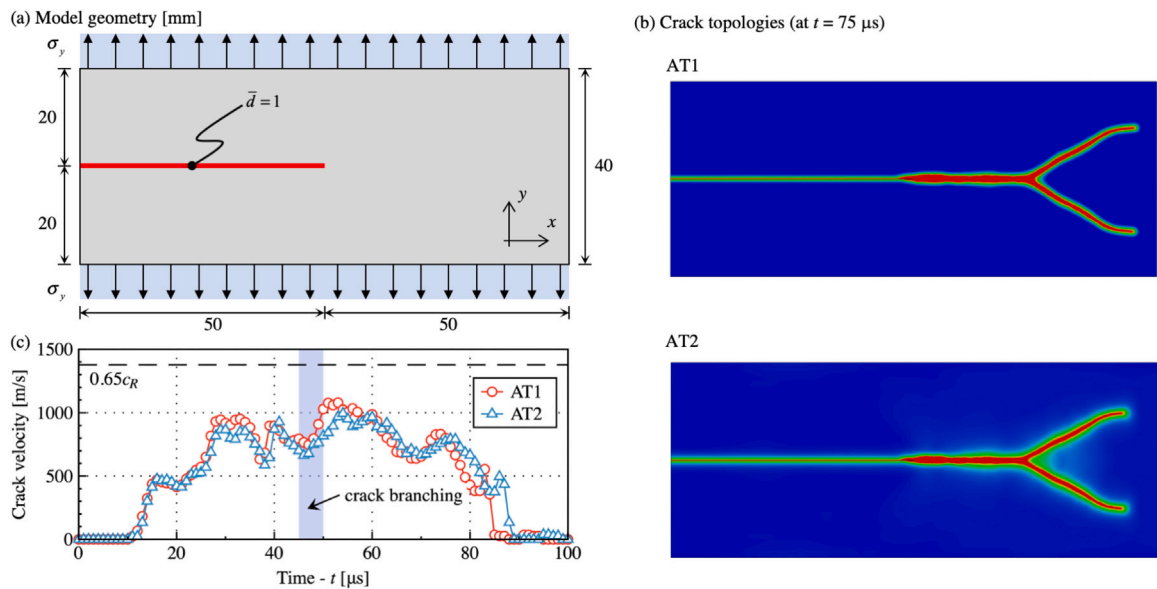 (a) Model geometry [mm]
σy
20
d̅ = 1
40
20
y
x
σy
50
50
(b) Crack topologies (at t = 75 μs)
AT1
AT2
(c)
1500
1000
500
0
Crack velocity [m/s]
0.65cR
AT1
AT2
crack branching
0
20
40
60
80
100
Time - t [μs]